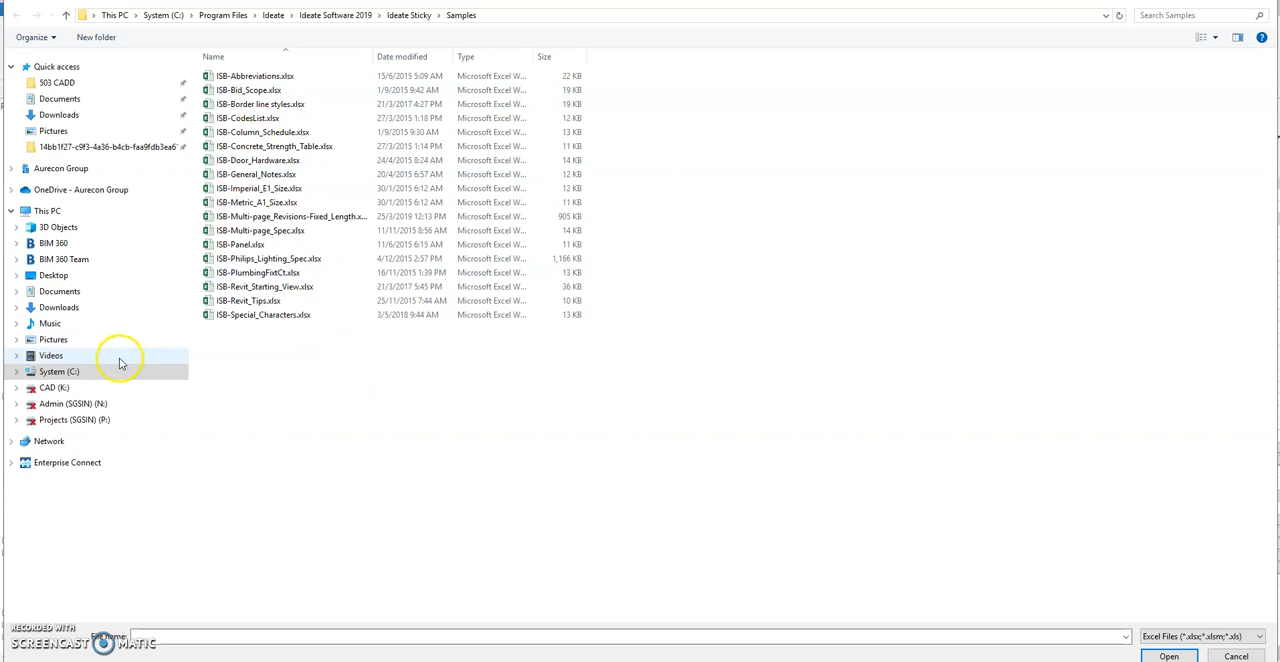 This PC > System (C:) > Program Files > Ideate > Ideate Software 2019 > Ideate Sticky > Samples
Search Samples
Organize
New folder
Name Date modified Type Size
Quick access
503 CADD
Documents
Downloads
Pictures
14bb1f27-c9f3-4a36-b4cb-faa9fdb3ea6
Aurecon Group
OneDrive - Aurecon Group
This PC
3D Objects
BIM 360
BIM 360 Team
Desktop
Documents
Downloads
Music
Pictures
Videos
System (C:)
CAD (K:)
Admin (SGSIN) (N:)
Projects (SGSIN) (P:)
Network
Enterprise Connect
ISB-Abbreviations.xlsx 15/6/2015 5:09 AM Microsoft Excel W... 22 KB
ISB-Bid_Scope.xlsx 1/9/2015 9:42 AM Microsoft Excel W... 19 KB
ISB-Border line styles.xlsx 21/3/2017 4:27 PM Microsoft Excel W... 19 KB
ISB-CodesList.xlsx 27/3/2015 1:18 PM Microsoft Excel W... 12 KB
ISB-Column_Schedule.xlsx 1/9/2015 9:30 AM Microsoft Excel W... 13 KB
ISB-Concrete_Strength_Table.xlsx 27/3/2015 1:14 PM Microsoft Excel W... 11 KB
ISB-Door_Hardware.xlsx 24/4/2015 8:24 AM Microsoft Excel W... 14 KB
ISB-General_Notes.xlsx 20/4/2015 6:57 AM Microsoft Excel W... 12 KB
ISB-Imperial_E1_Size.xlsx 30/1/2015 6:12 AM Microsoft Excel W... 12 KB
ISB-Metric_A1_Size.xlsx 30/1/2015 6:12 AM Microsoft Excel W... 11 KB
ISB-Multi-page_Revisions-Fixed_Length.x... 25/3/2019 12:13 PM Microsoft Excel W... 905 KB
ISB-Multi-page_Spec.xlsx 11/11/2015 8:56 AM Microsoft Excel W... 14 KB
ISB-Panel.xlsx 11/6/2015 6:15 AM Microsoft Excel W... 11 KB
ISB-Philips_Lighting_Spec.xlsx 4/12/2015 2:57 PM Microsoft Excel W... 1,166 KB
ISB-PlumbingFixtCt.xlsx 16/11/2015 1:39 PM Microsoft Excel W... 13 KB
ISB-Revit_Starting_View.xlsx 21/3/2017 5:45 PM Microsoft Excel W... 36 KB
ISB-Revit_Tips.xlsx 25/11/2015 7:44 AM Microsoft Excel W... 10 KB
ISB-Special_Characters.xlsx 3/5/2018 9:44 AM Microsoft Excel W... 13 KB
RECORDED WITH
SCREENCAST MATIC
File name:
Excel Files (*.xlsx;*.xlsm;*.xls)
Open Cancel